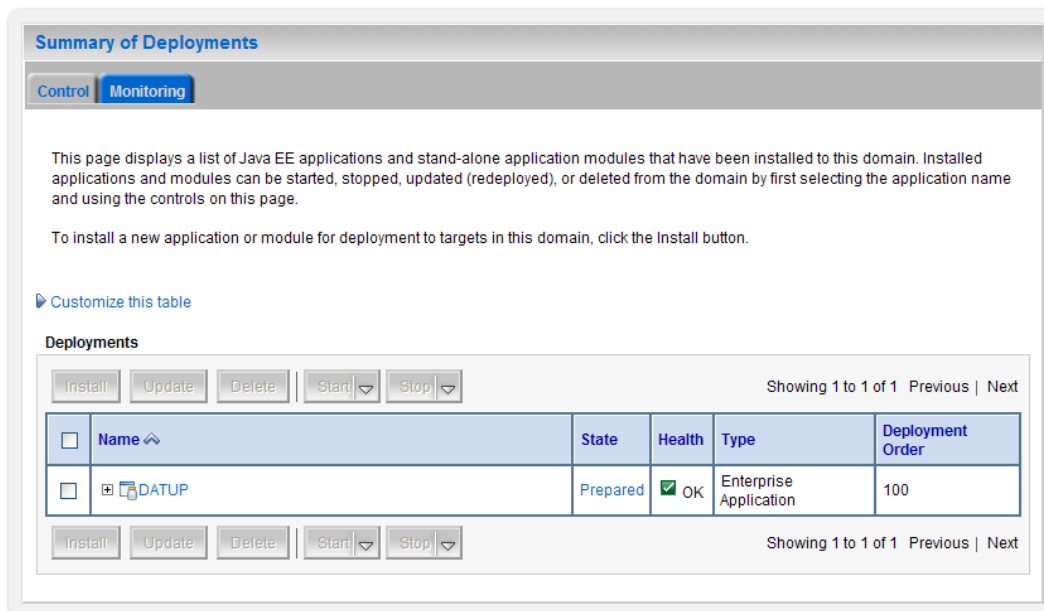 Summary of Deployments
Control Monitoring
This page displays a list of Java EE applications and stand-alone application modules that have been installed to this domain. Installed
applications and modules can be started, stopped, updated (redeployed), or deleted from the domain by first selecting the application name
and using the controls on this page.
To install a new application or module for deployment to targets in this domain, click the Install button.
Customize this table
Deployments
Install Update Delete Start Stop Showing 1 to 1 of 1 Previous | Next
Name State Health Type Deployment
Order
DATUP Prepared OK Enterprise
Application 100
Install Update Delete Start Stop Showing 1 to 1 of 1 Previous | Next